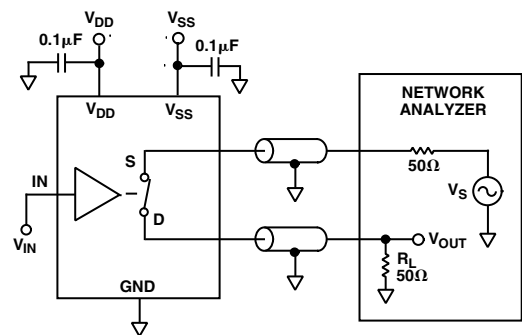 VDD
VSS
0.1µF
0.1µF
VDD
VSS
NETWORK
ANALYZER
S
50Ω
IN
VS
D
VIN
VOUT
RL
50Ω
GND